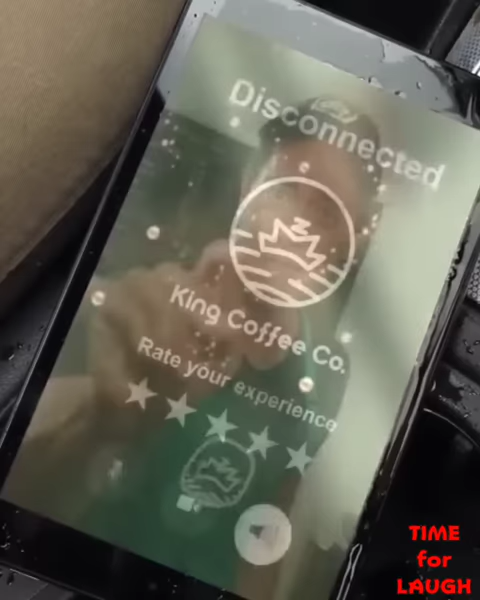 Disconnected
King Coffee Co.
Rate your experience
TIME
for
LAUGH